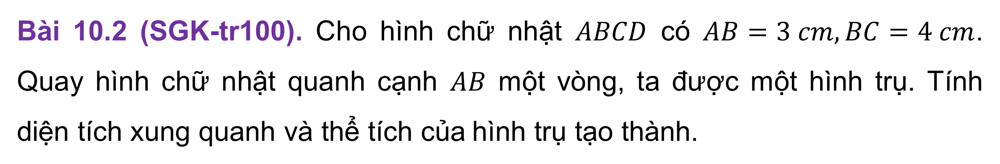 Bài 10.2 (SGK-tr100). Cho hình chữ nhật ABCD có AB = 3 cm, BC = 4 cm.
Quay hình chữ nhật quanh cạnh AB một vòng, ta được một hình trụ. Tính
diện tích xung quanh và thể tích của hình trụ tạo thành.